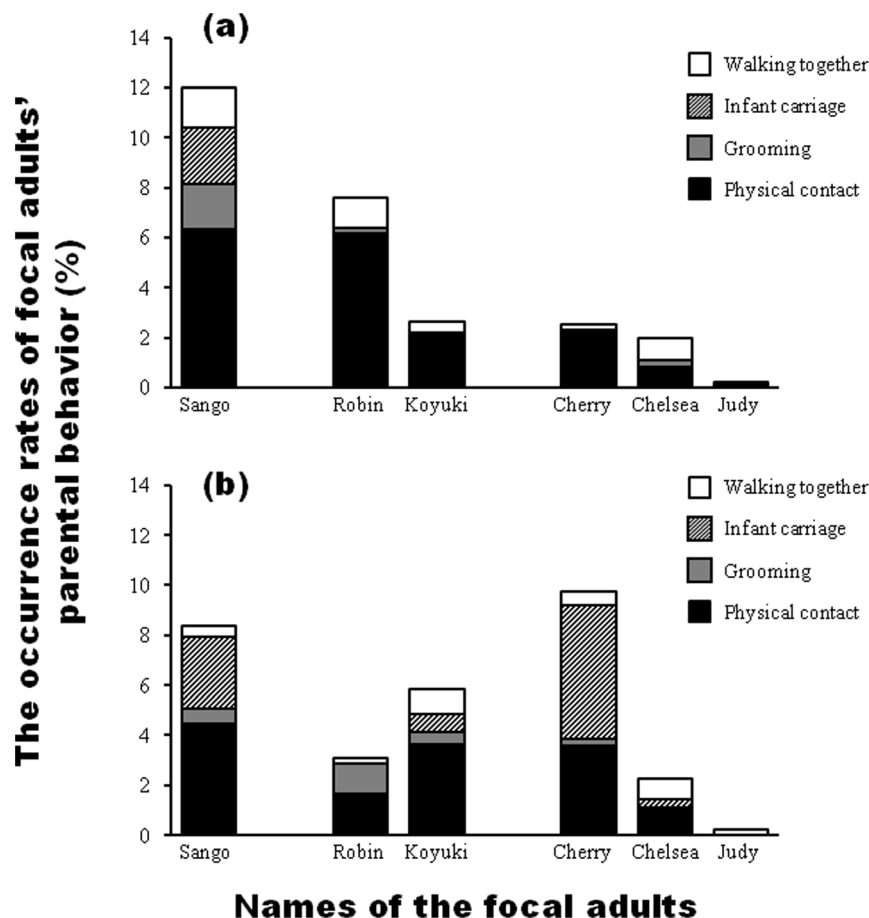 The occurrence rates of focal adults'
parental behavior (%)
(a)
14
12
10
8
6
4
2
0
Walking together
Infant carriage
Grooming
Physical contact
Sango Robin Koyuki Cherry Chelsea Judy
(b)
14
12
10
8
6
4
2
0
Walking together
Infant carriage
Grooming
Physical contact
Sango Robin Koyuki Cherry Chelsea Judy
Names of the focal adults